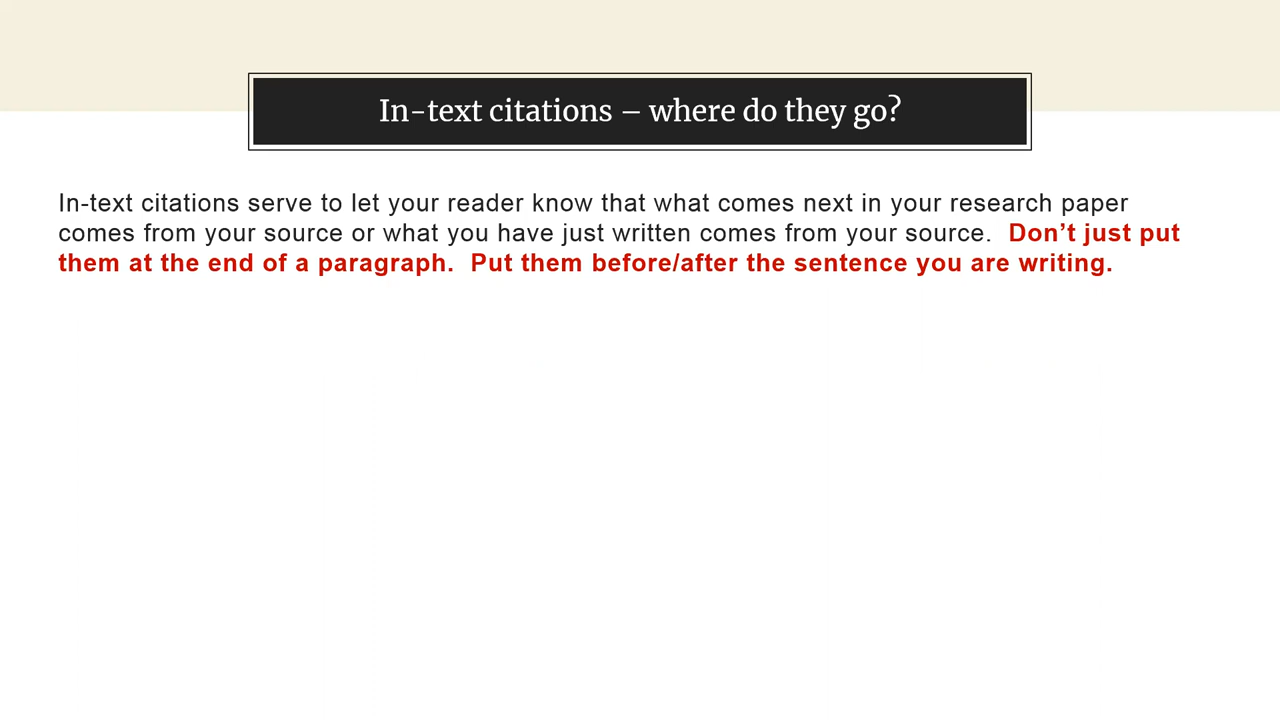 In-text citations – where do they go?
In-text citations serve to let your reader know that what comes next in your research paper
comes from your source or what you have just written comes from your source.  Don’t just put
them at the end of a paragraph.  Put them before/after the sentence you are writing.